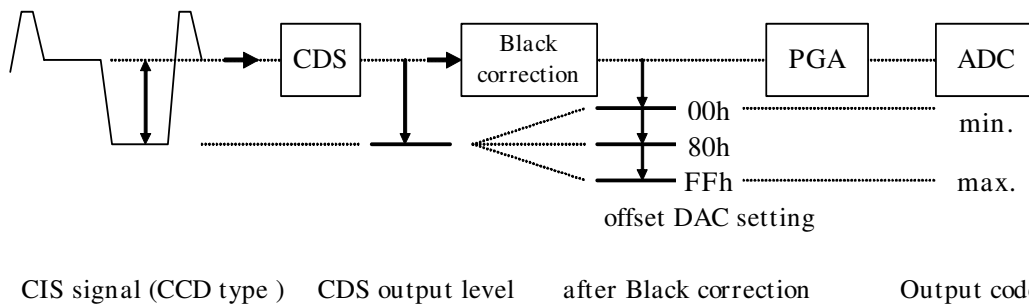 CDS
Black
correction
PGA
ADC
00h
min.
80h
FFh
max.
offset DAC setting
CIS signal (CCD type )
CDS output level
after Black correction
Output code